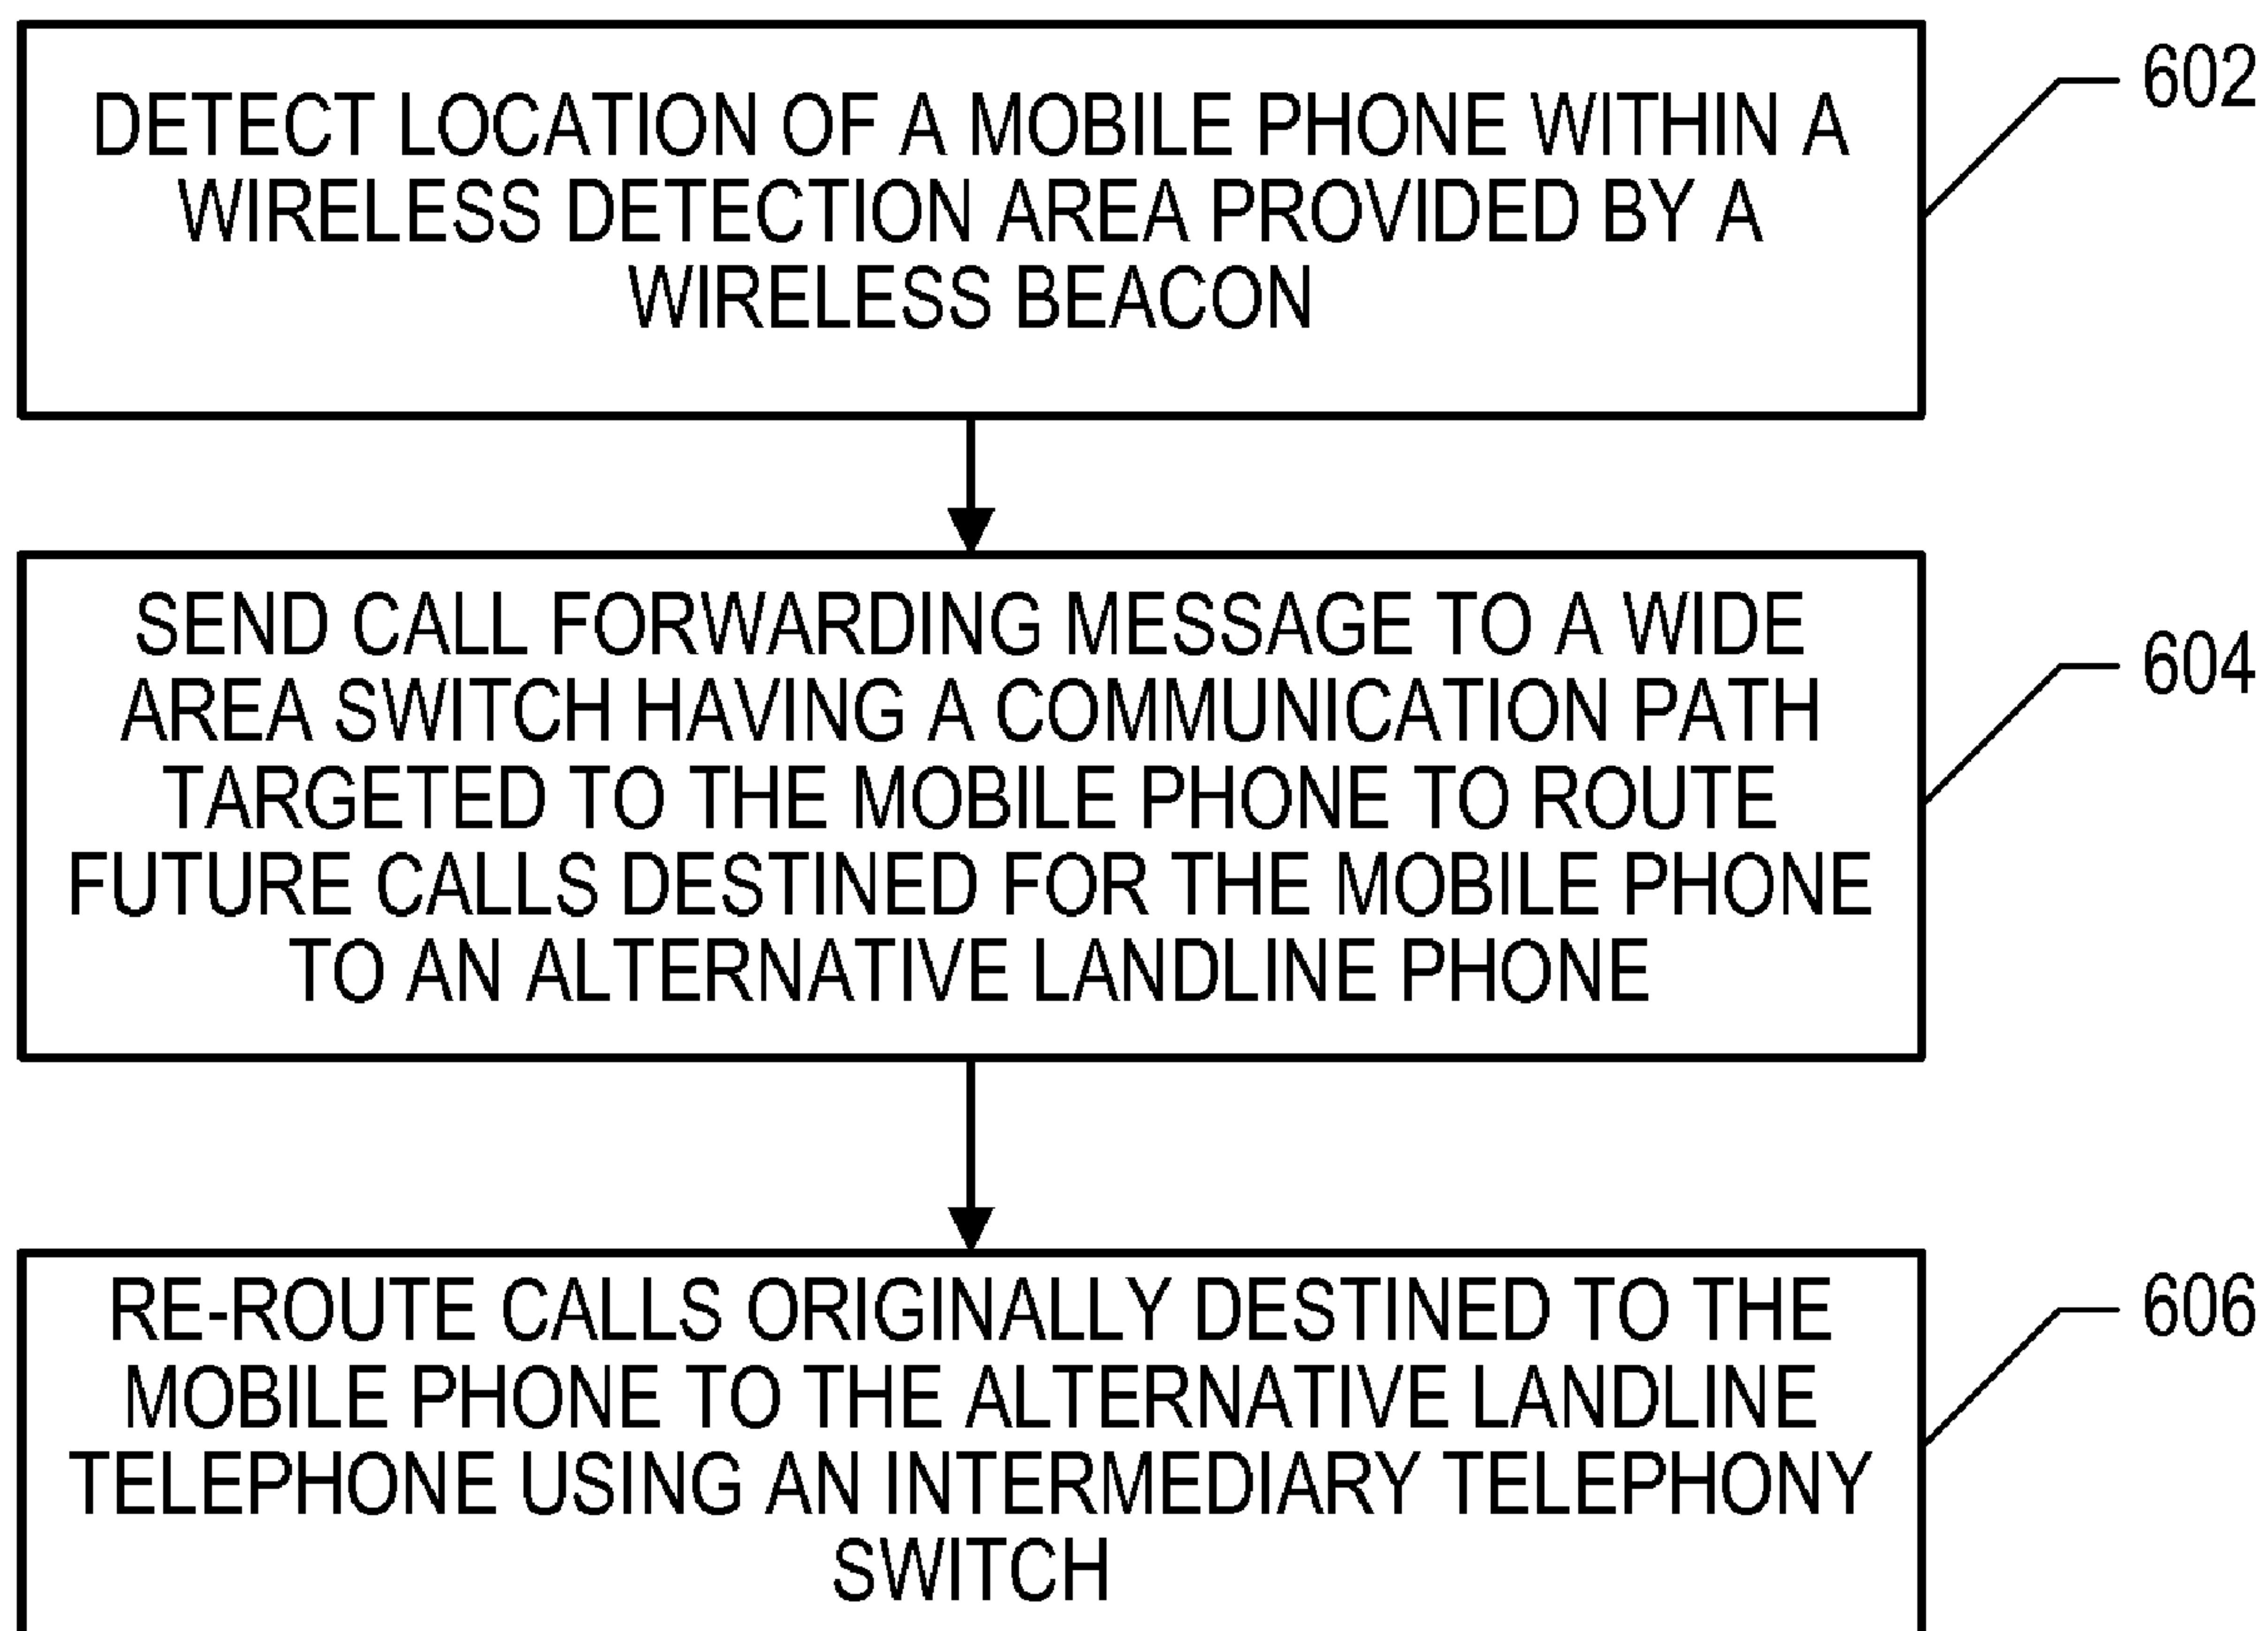 DETECT LOCATION OF A MOBILE PHONE WITHIN A
WIRELESS DETECTION AREA PROVIDED BY A
WIRELESS BEACON
602
SEND CALL FORWARDING MESSAGE TO A WIDE
AREA SWITCH HAVING A COMMUNICATION PATH
TARGETED TO THE MOBILE PHONE TO ROUTE
FUTURE CALLS DESTINED FOR THE MOBILE PHONE
TO AN ALTERNATIVE LANDLINE PHONE
604
RE-ROUTE CALLS ORIGINALLY DESTINED TO THE
MOBILE PHONE TO THE ALTERNATIVE LANDLINE
TELEPHONE USING AN INTERMEDIARY TELEPHONY
SWITCH
606